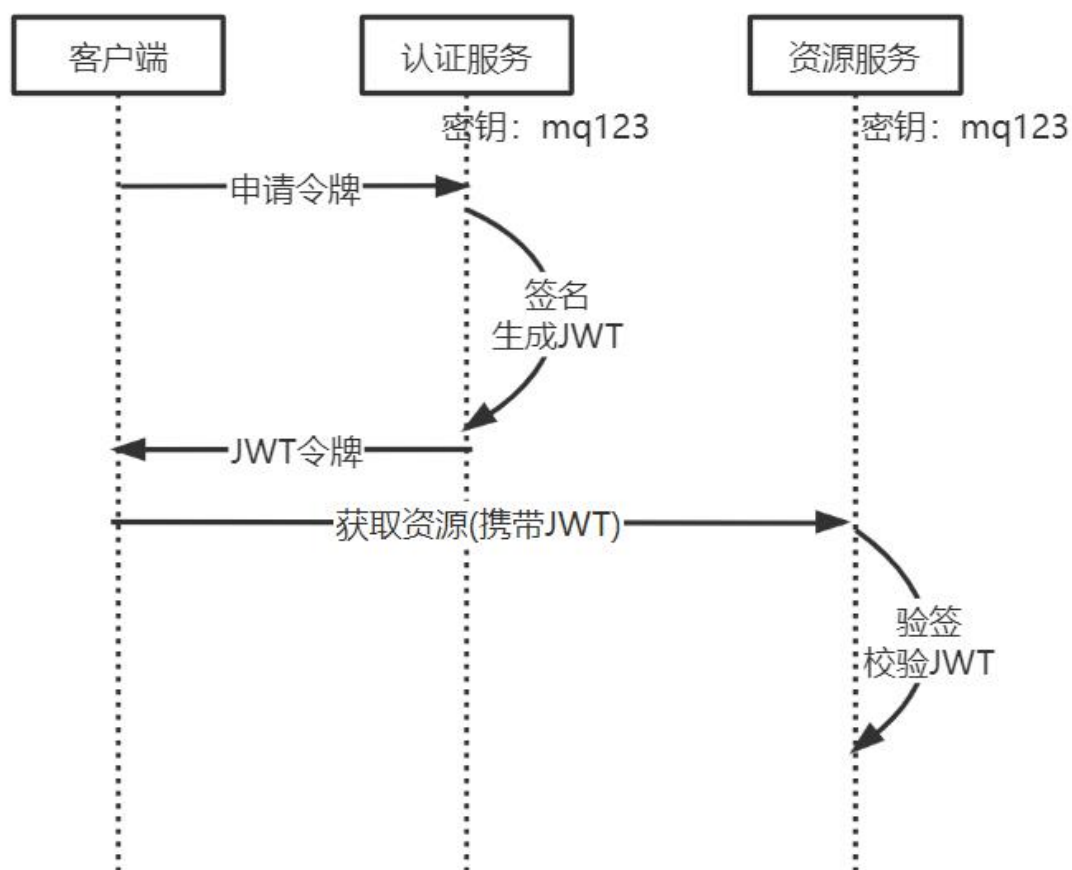 客户端
认证服务
资源服务
密钥：mq123
密钥：mq123
申请令牌
签名
生成JWT
JWT令牌
获取资源(携带JWT)
验签
校验JWT